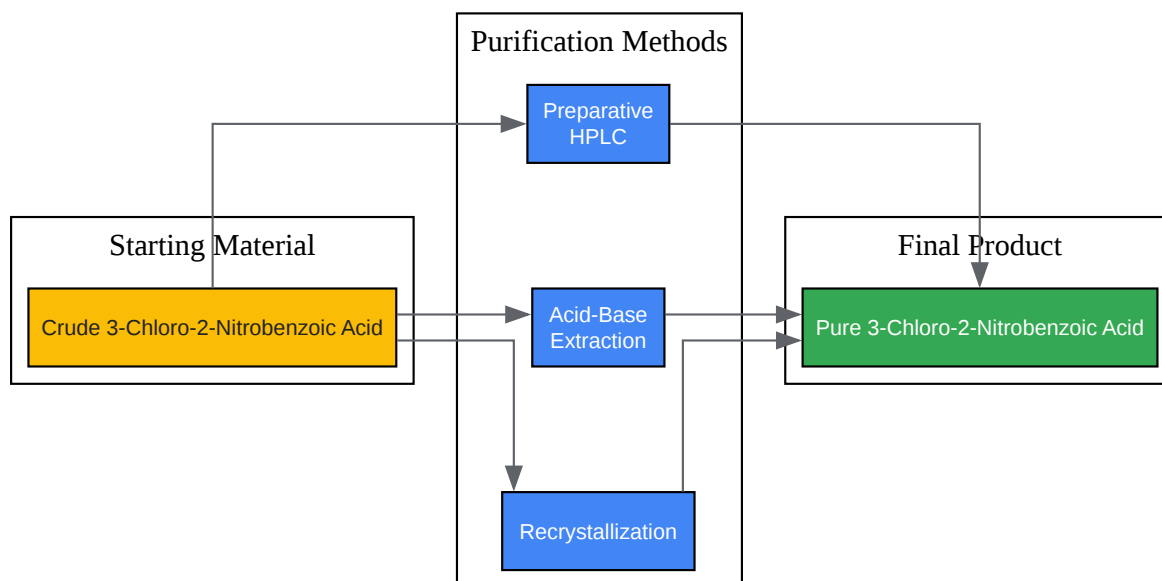 Purification Methods
Preparative
HPLC
Starting Material
Final Product
Crude 3-Chloro-2-Nitrobenzoic Acid
Acid-Base
Extraction
Pure 3-Chloro-2-Nitrobenzoic Acid
Recrystallization